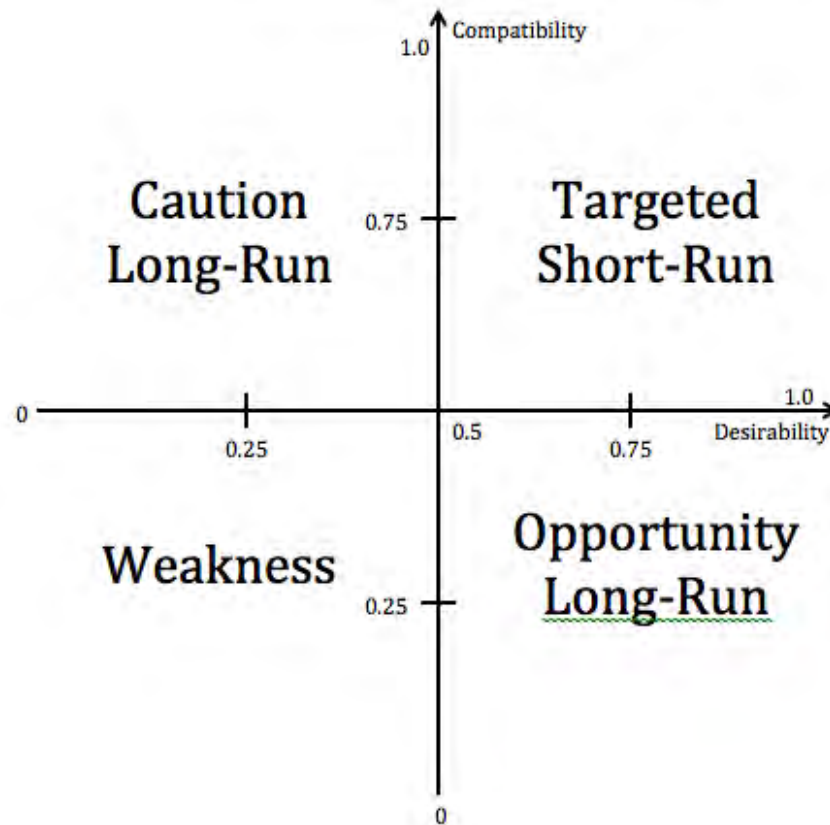 Compatibility
1.0
Caution
Long-Run
0.75
Targeted
Short-Run
0
1.0
0.25
0.5
0.75
Desirability
Weakness
Opportunity
Long-Run
0.25
0